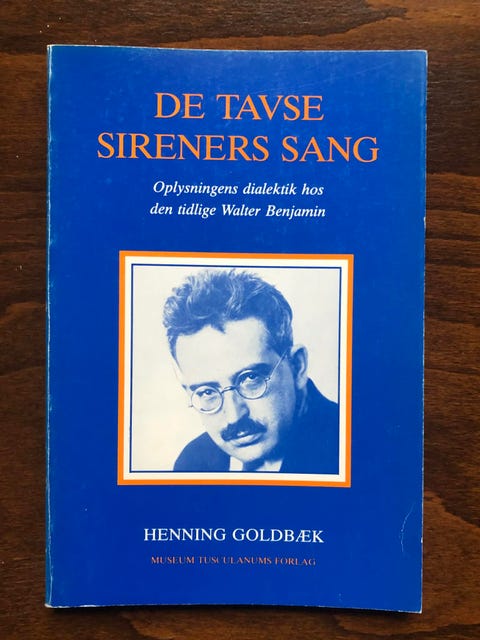 DE TAVSE
SIRENERS SANG
Oplysningens dialektik hos
den tidlige Walter Benjamin
HENNING GOLDBÆK
MUSEUM TUSCULANUMS FORLAG